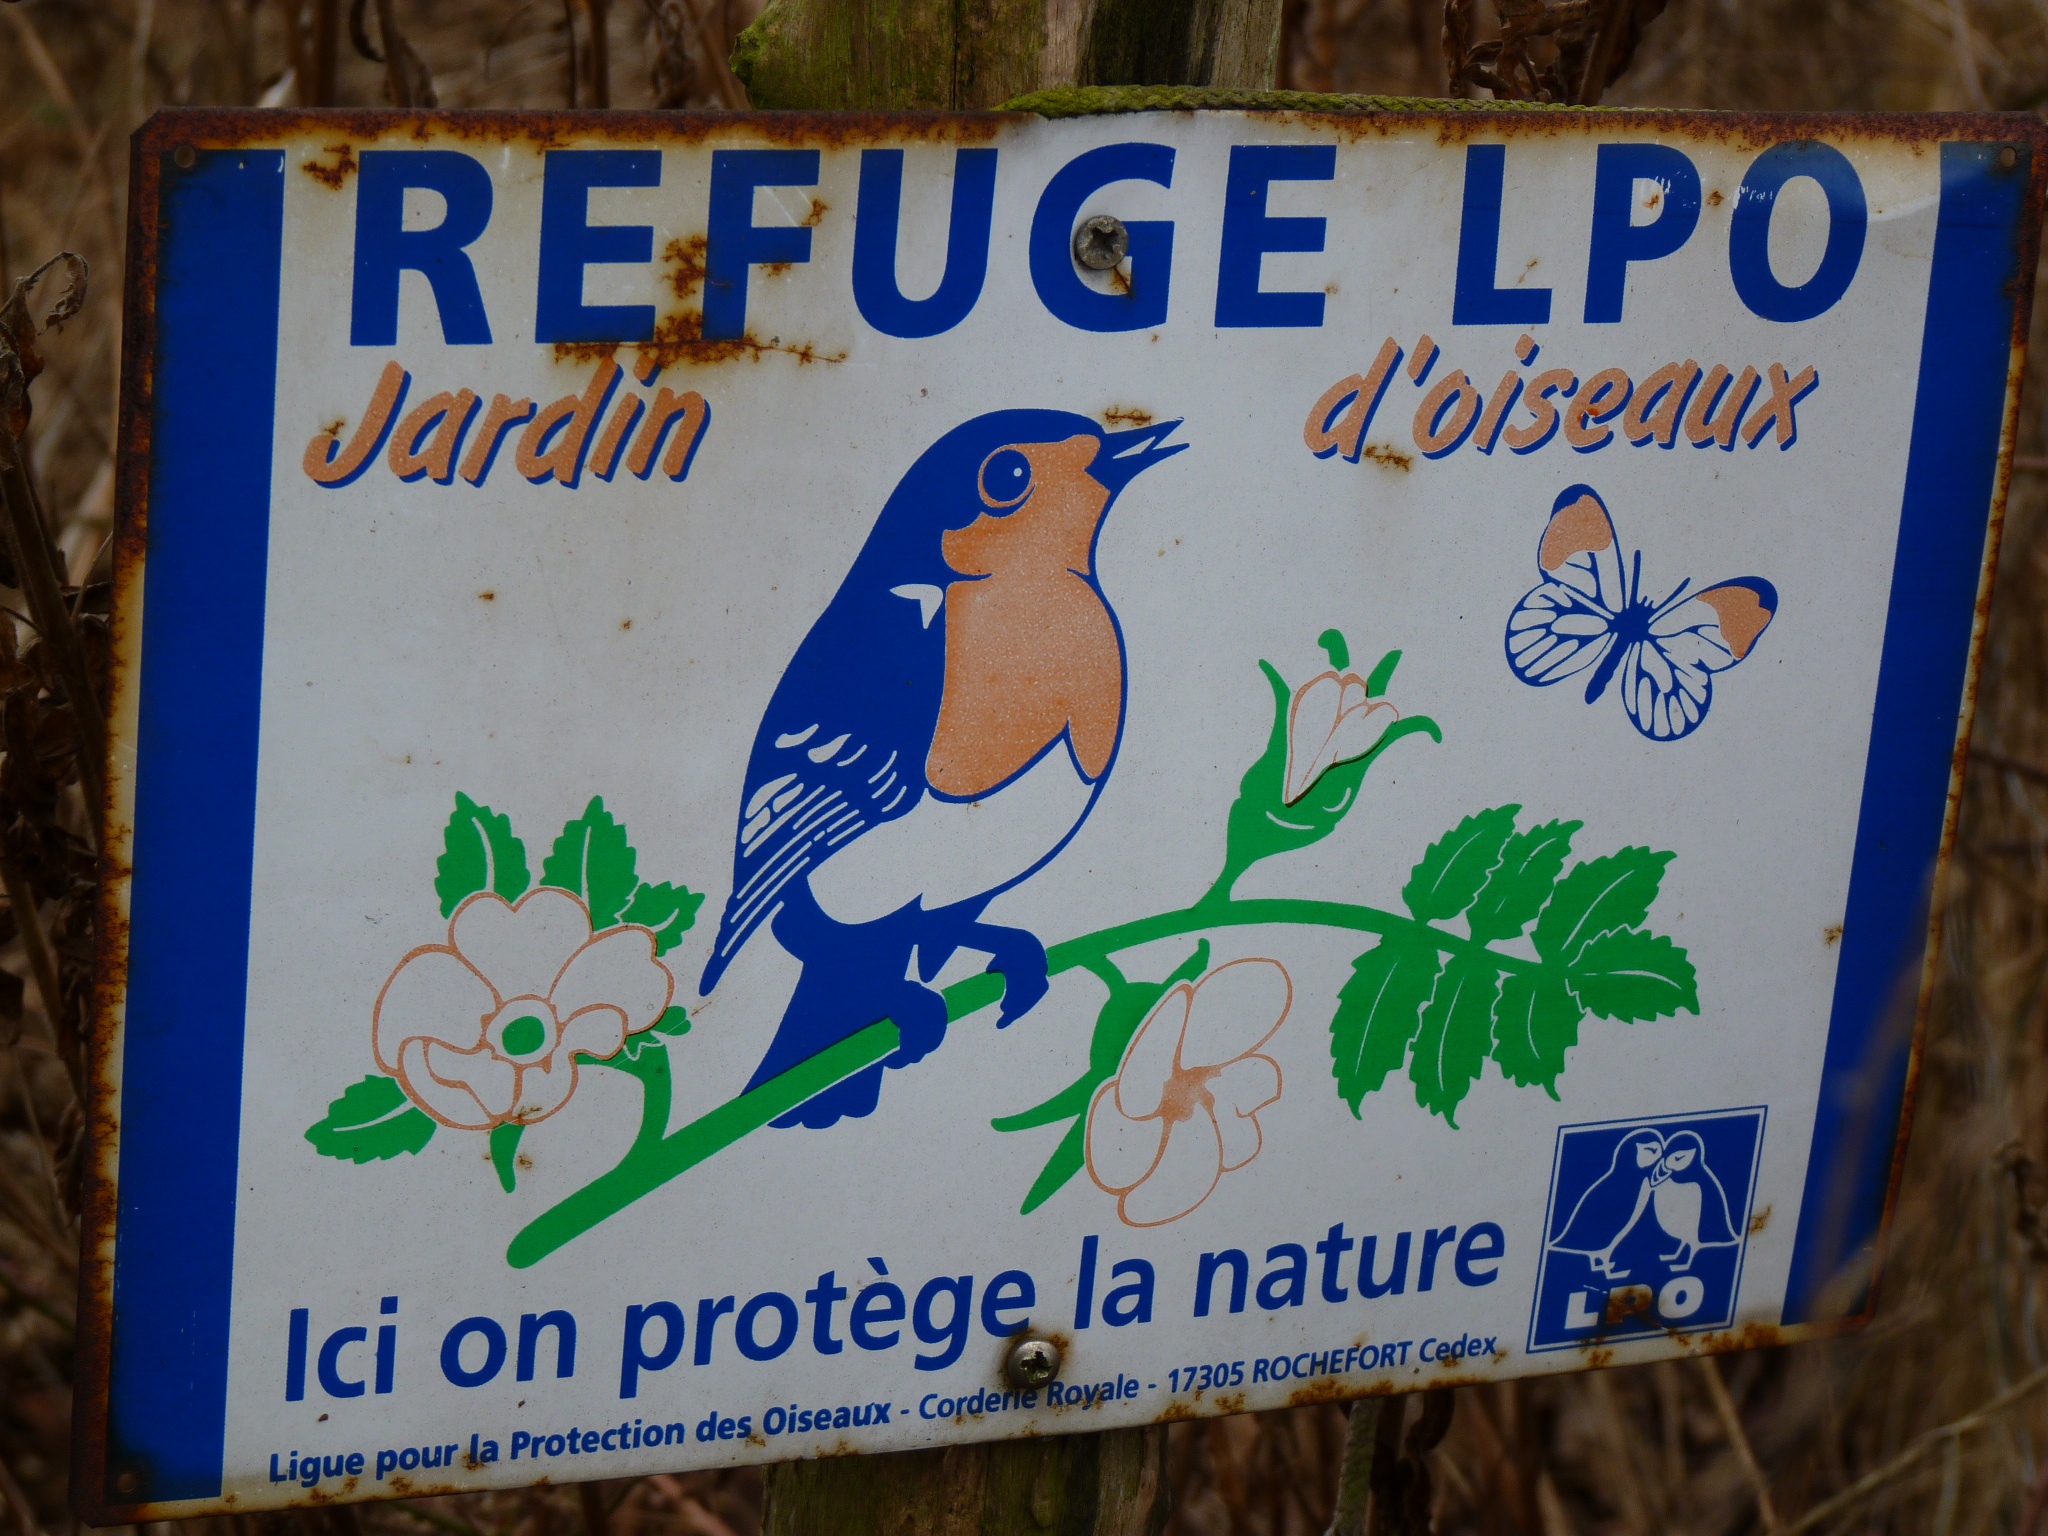 REFUGE LPO
Jardin d'oiseaux
Ici on protège la nature
LPO
Ligue pour la Protection des Oiseaux - Corderie Royale - 17305 ROCHEFORT Cedex